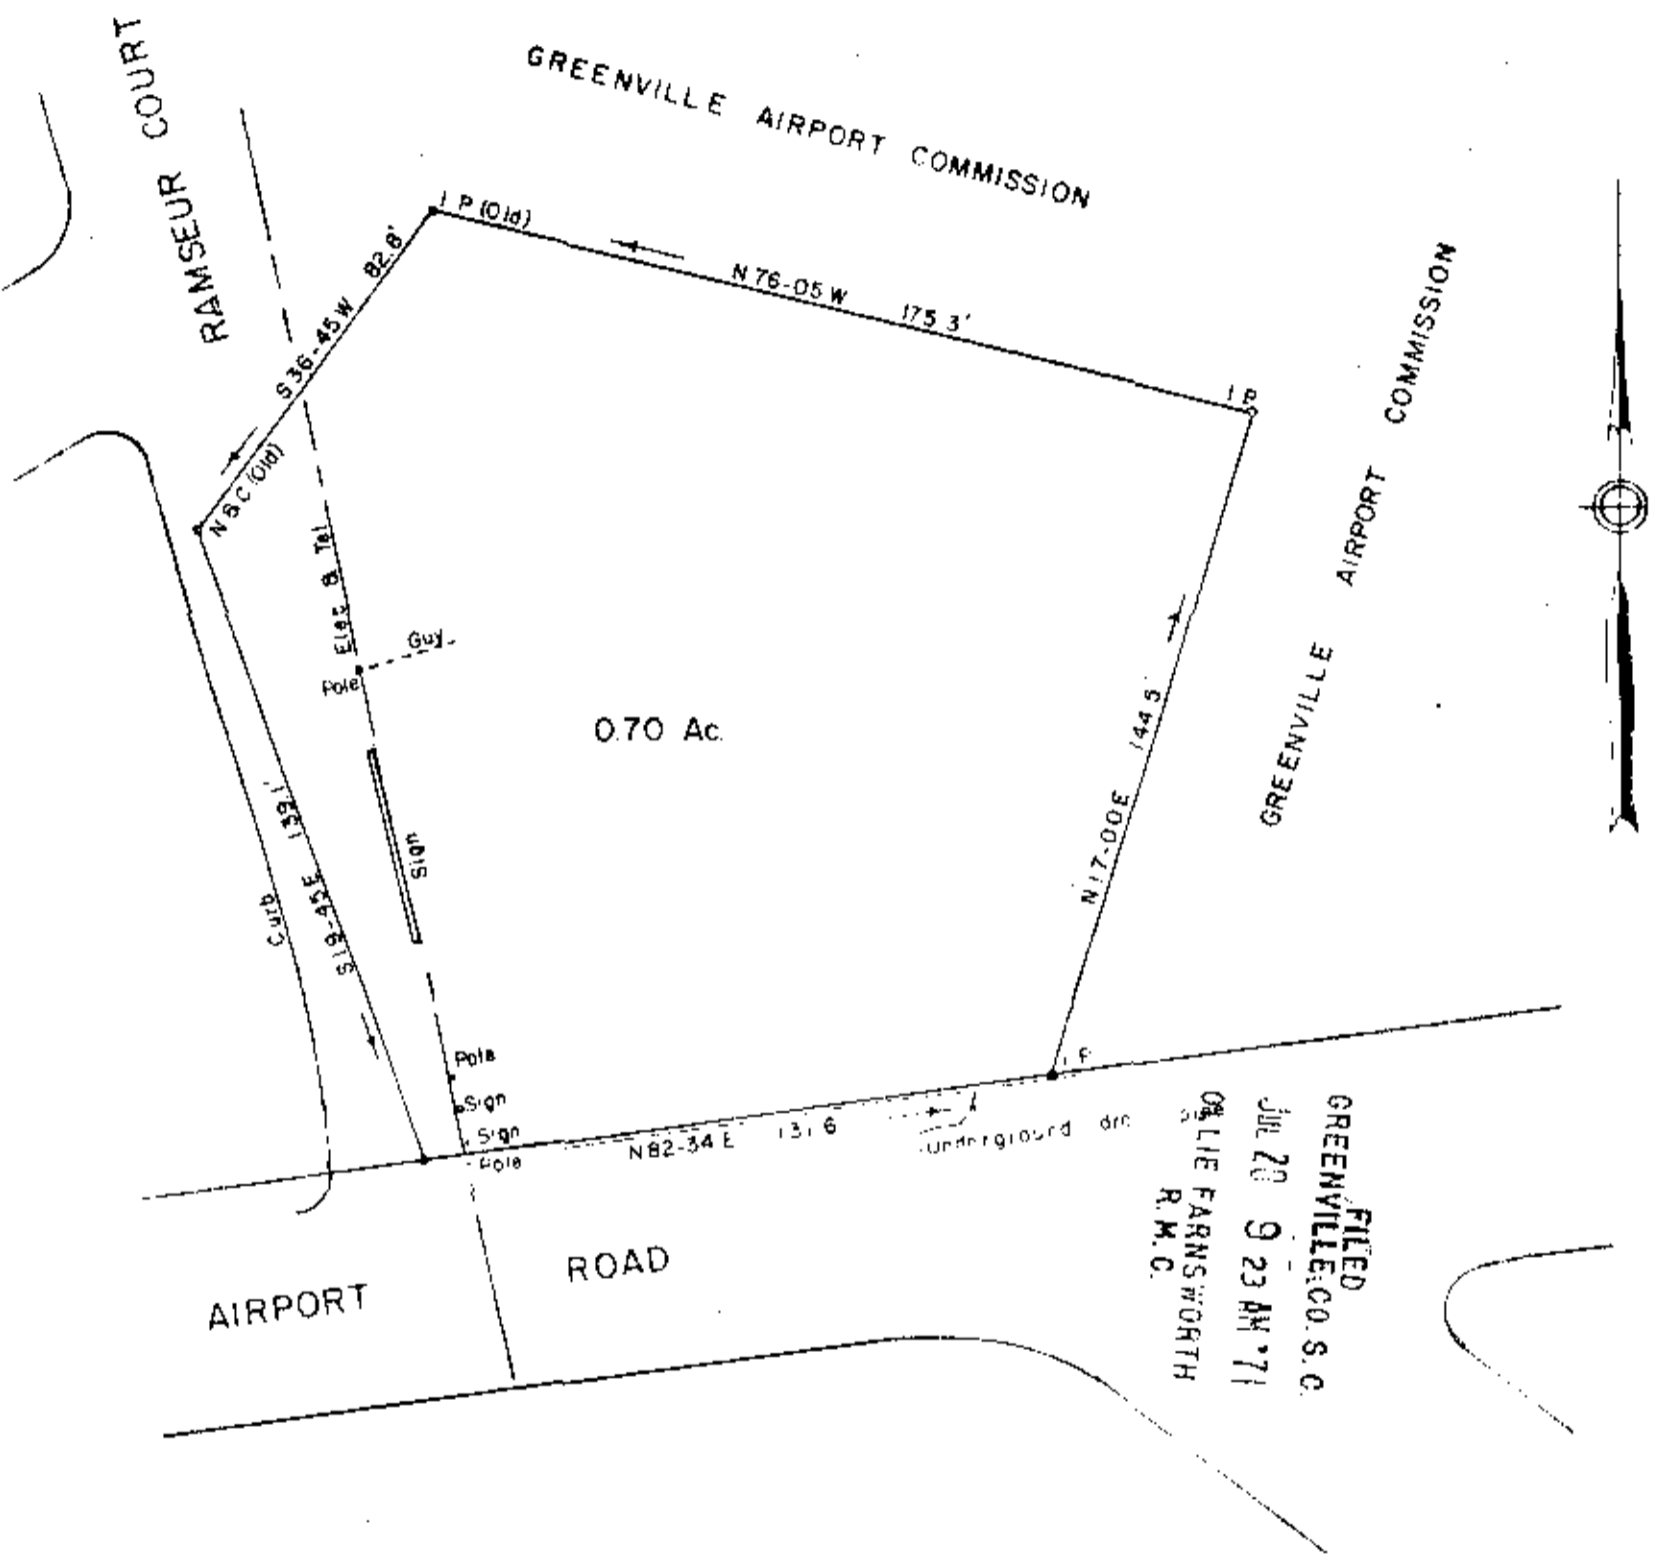 RAMSEUR COURT
GREENVILLE AIRPORT COMMISSION
I P (Old)
82.8'
S 36-45 W
N 76-05 W 175 3'
I P
GREENVILLE AIRPORT COMMISSION
N & C (Old)
Elec & Tel
Guy
Pole
0.70 Ac.
144 5'
N 17-00 E
139.1'
S 19-45 E
Curb
Sign
Pole
Sign
Sign
Pole
I P
N 82-34 E 131 6
Underground
AIRPORT ROAD
FILED
GREENVILLE CO. S. C.
JUL 20 9 23 AM '71
OLLIE FARNSWORTH
R.M.C.